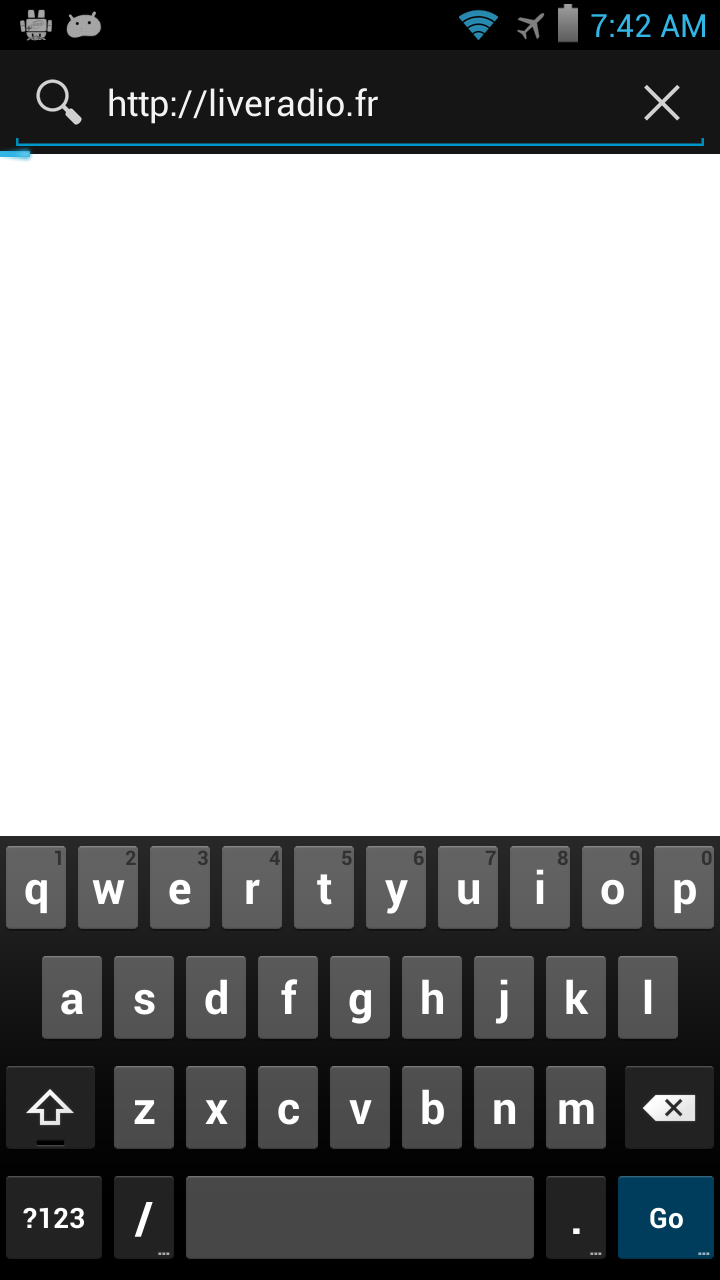 7:42 AM
http://liveradio.fr
1 2 3 4 5 6 7 8 9 0
q w e r t y u i o p
a s d f g h j k l
z x c v b n m
?123 / . Go
... ... ...